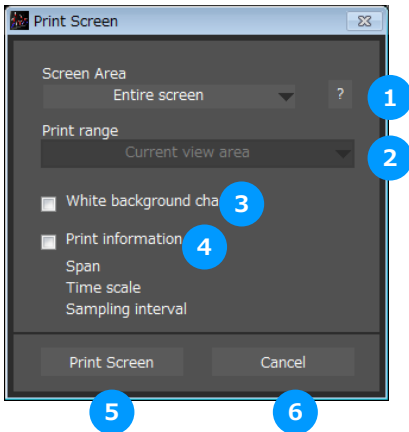 Print Screen
Screen Area
Entire screen
?
1
Print range
Current view area
2
White background
3
Print information
4
Span
Time scale
Sampling interval
Print Screen
Cancel
5
6